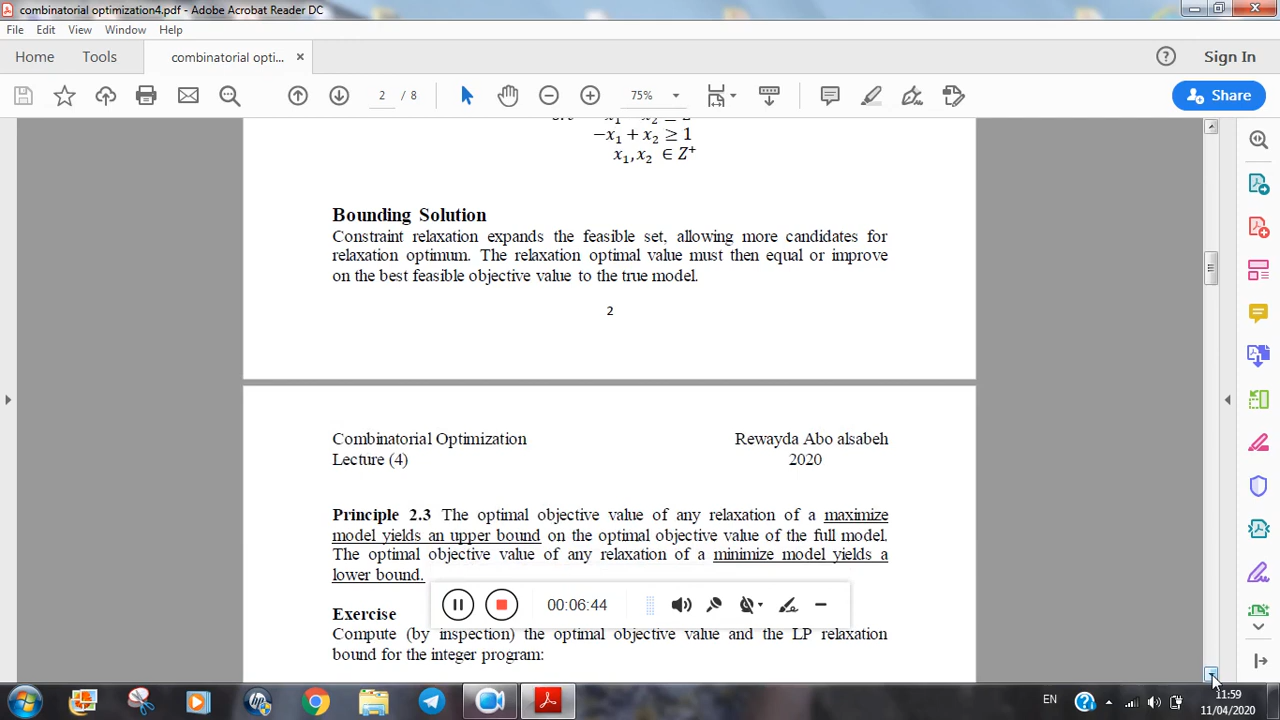 combinatorial optimization4.pdf - Adobe Acrobat Reader DC
File Edit View Window Help
Home Tools combinatorial opti... Sign In
2 / 8 75% Share
−x₁ + x₂ ≥ 1
x₁, x₂ ∈ Z⁺
Bounding Solution
Constraint relaxation expands the feasible set, allowing more candidates for
relaxation optimum. The relaxation optimal value must then equal or improve
on the best feasible objective value to the true model.
2
Combinatorial Optimization Rewayda Abo alsabeh
Lecture (4) 2020
Principle 2.3 The optimal objective value of any relaxation of a maximize
model yields an upper bound on the optimal objective value of the full model.
The optimal objective value of any relaxation of a minimize model yields a
lower bound.
00:06:44
Exercise
Compute (by inspection) the optimal objective value and the LP relaxation
bound for the integer program:
EN 11:59
11/04/2020